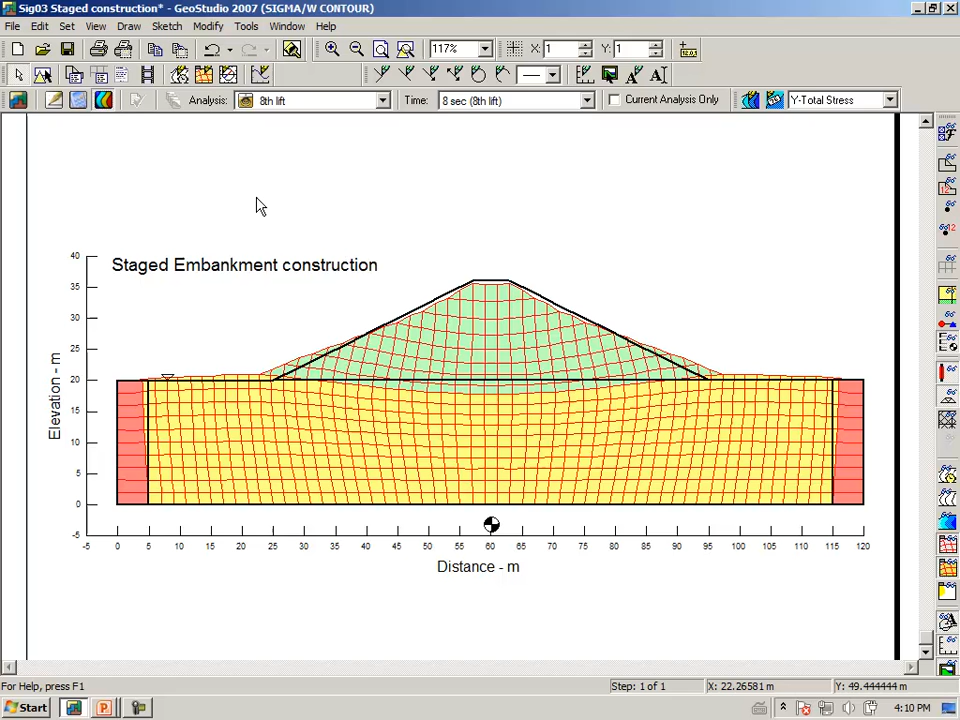 Sig03 Staged construction* - GeoStudio 2007 (SIGMA/W CONTOUR)
File Edit Set View Draw Sketch Modify Tools Window Help
117% X: 1 Y: 1
Analysis: 8th lift Time: 8 sec (8th lift) Current Analysis Only Y-Total Stress
Staged Embankment construction
40
35
30
25
20
15
10
5
0
-5
Elevation - m
-5 0 5 10 15 20 25 30 35 40 45 50 55 60 65 70 75 80 85 90 95 100 105 110 115 120
Distance - m
For Help, press F1 Step: 1 of 1 X: 22.26581 m Y: 49.444444 m
Start 4:10 PM